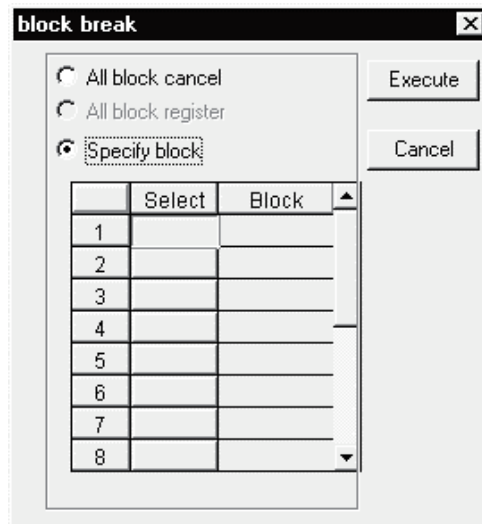 block break
All block cancel
All block register
Specify block
Execute
Cancel
Select Block
1
2
3
4
5
6
7
8